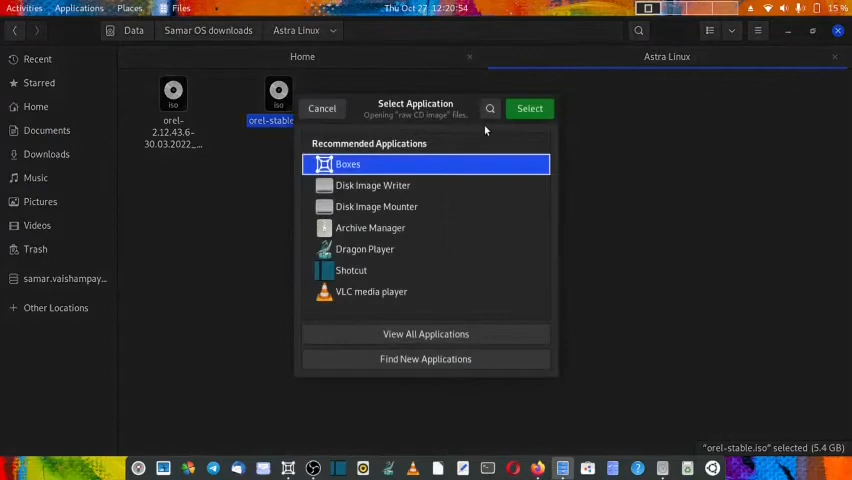 Activities Applications Places Files Thu Oct 27 12:20:54 15 %
Data Samar OS downloads Astra Linux
Home Astra Linux
Recent
Starred
Home
Documents
Downloads
Music
Pictures
Videos
Trash
samar.vaishampay...
Other Locations
iso
orel-
2.12.43.6-
30.03.2022_...
iso
orel-stable
Cancel
Select Application
Opening "raw CD image" files.
Select
Recommended Applications
Boxes
Disk Image Writer
Disk Image Mounter
Archive Manager
Dragon Player
Shotcut
VLC media player
View All Applications
Find New Applications
"orel-stable.iso" selected (5.4 GB)